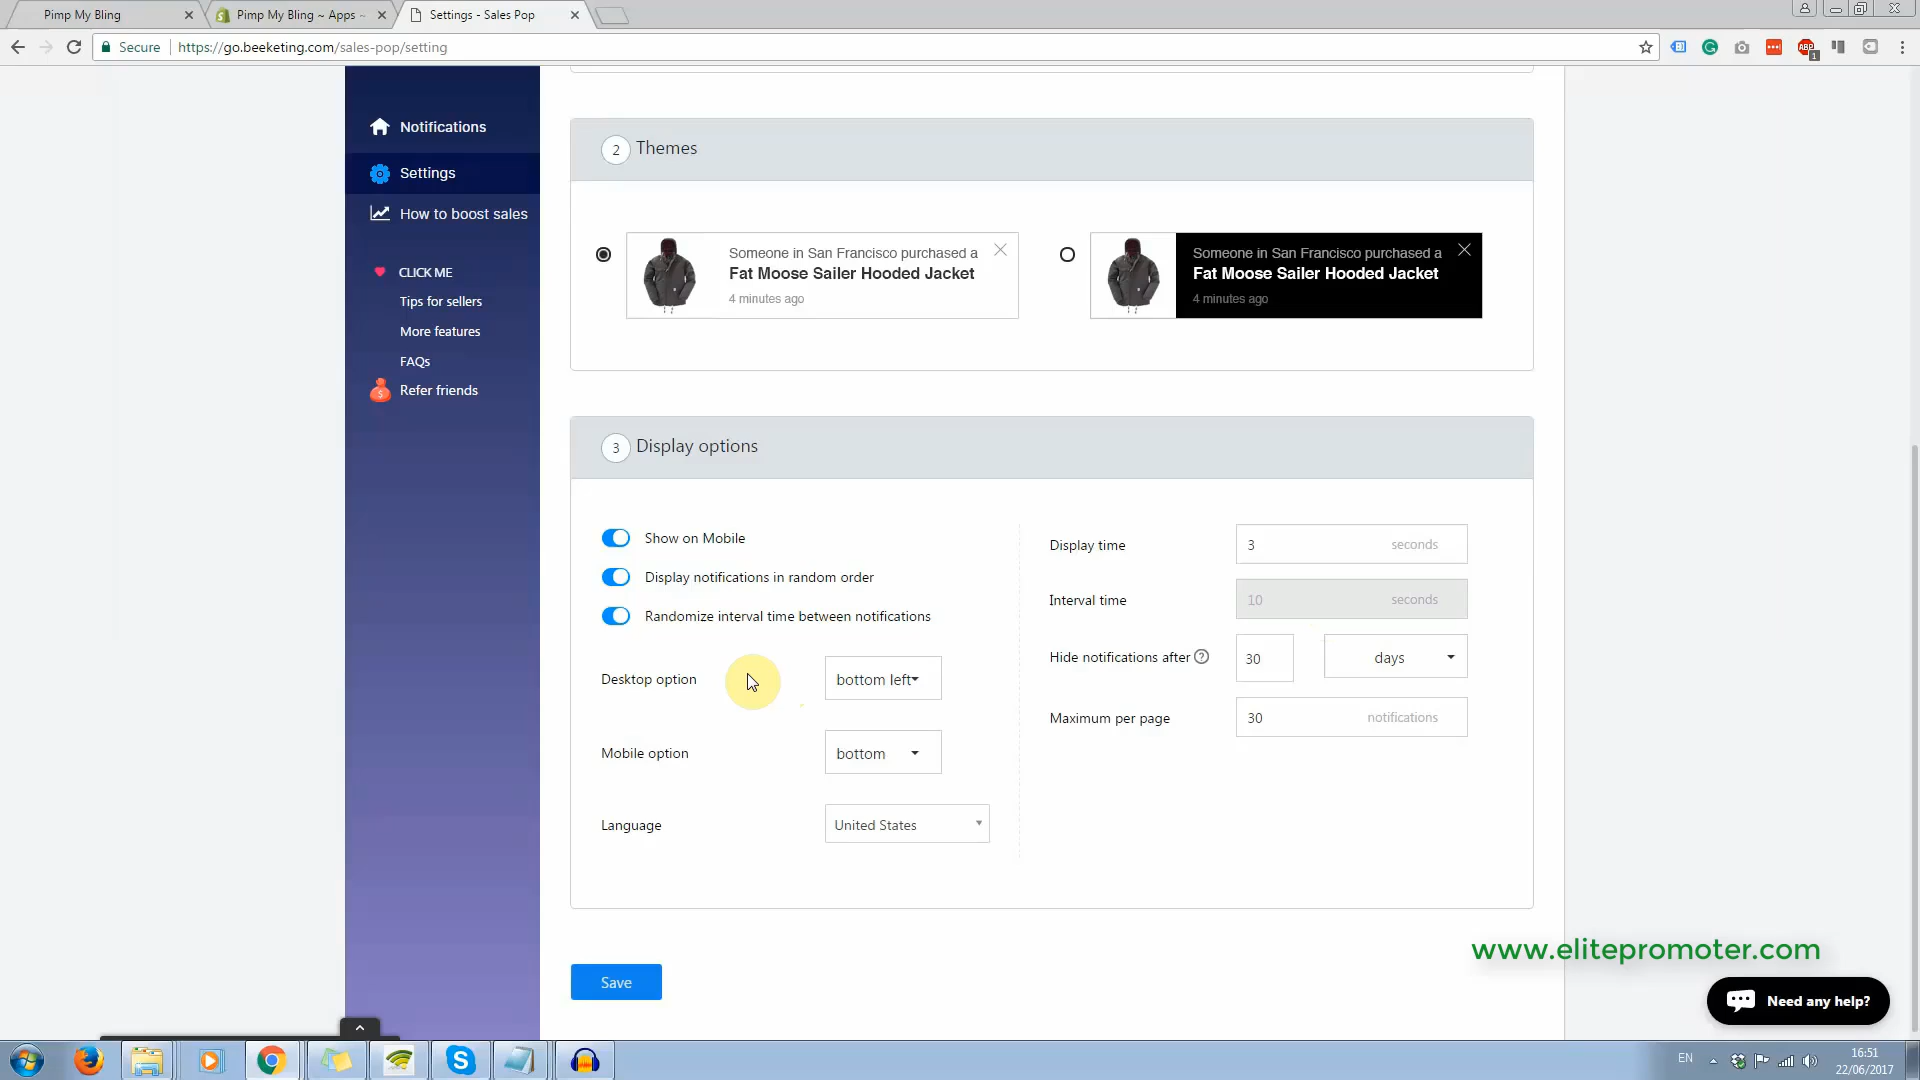 Pimp My Bling
Pimp My Bling ~ Apps ~
Settings - Sales Pop
Secure
https://go.beeketing.com/sales-pop/setting
ABP
1
Notifications
Settings
How to boost sales
CLICK ME
Tips for sellers
More features
FAQs
Refer friends
2 Themes
Someone in San Francisco purchased a
Fat Moose Sailer Hooded Jacket
4 minutes ago
Someone in San Francisco purchased a
Fat Moose Sailer Hooded Jacket
4 minutes ago
3 Display options
Show on Mobile
Display notifications in random order
Randomize interval time between notifications
Desktop option bottom left
Mobile option bottom
Language United States
Display time 3 seconds
Interval time 10 seconds
Hide notifications after ? 30 days
Maximum per page 30 notifications
Save
www.elitepromoter.com
Need any help?
EN
16:51
22/06/2017